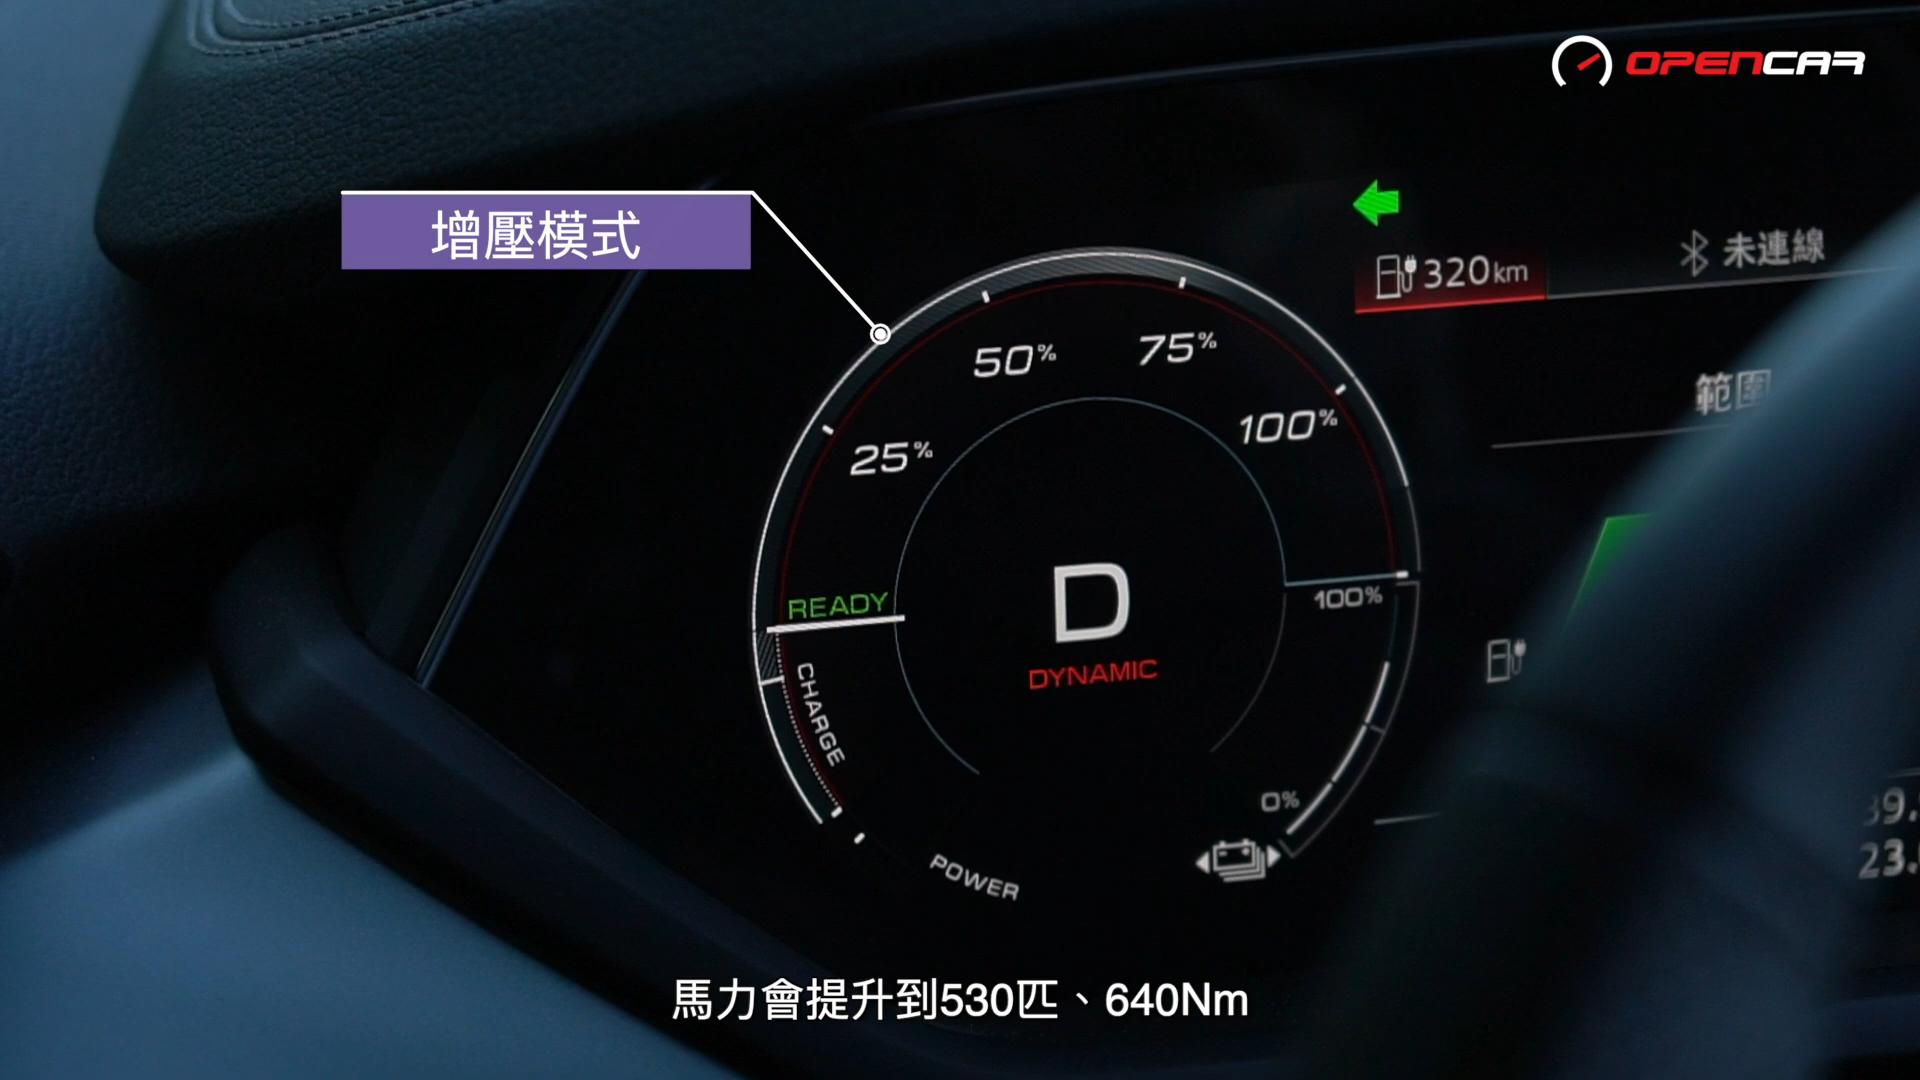 OPENCAR
增壓模式
320km
未連線
範圍
50%
75%
25%
100%
READY
100%
D
DYNAMIC
CHARGE
0%
POWER
馬力會提升到530匹、640Nm